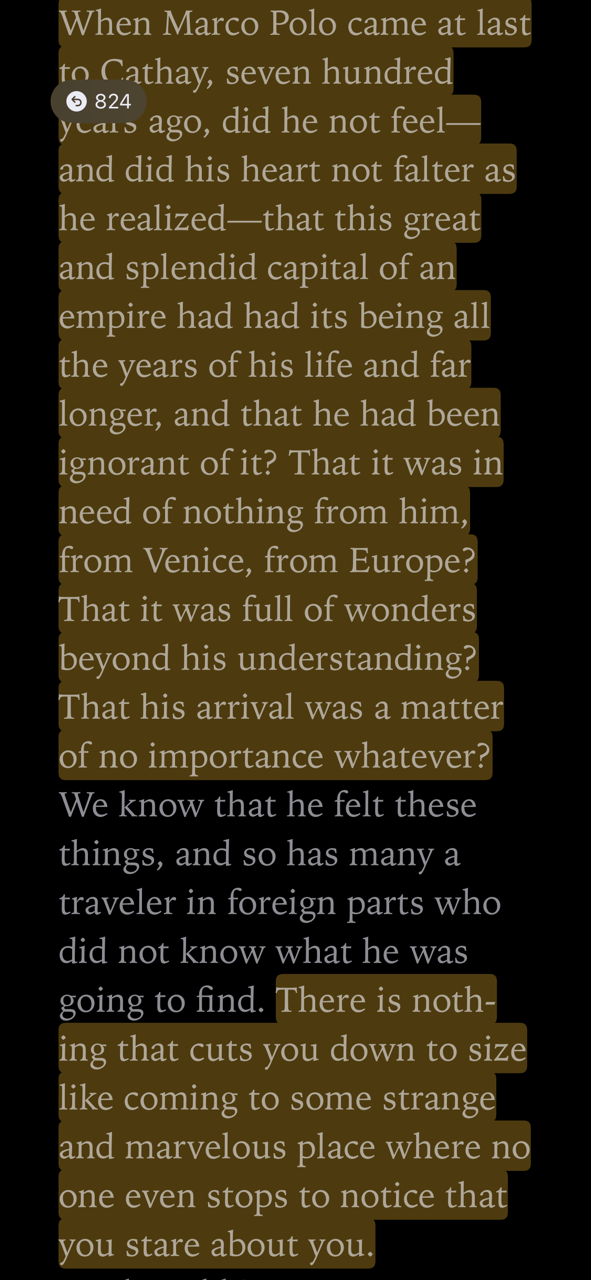 When Marco Polo came at last
to Cathay, seven hundred
824
years ago, did he not feel—
and did his heart not falter as
he realized—that this great
and splendid capital of an
empire had had its being all
the years of his life and far
longer, and that he had been
ignorant of it? That it was in
need of nothing from him,
from Venice, from Europe?
That it was full of wonders
beyond his understanding?
That his arrival was a matter
of no importance whatever?
We know that he felt these
things, and so has many a
traveler in foreign parts who
did not know what he was
going to find. There is noth-
ing that cuts you down to size
like coming to some strange
and marvelous place where no
one even stops to notice that
you stare about you.